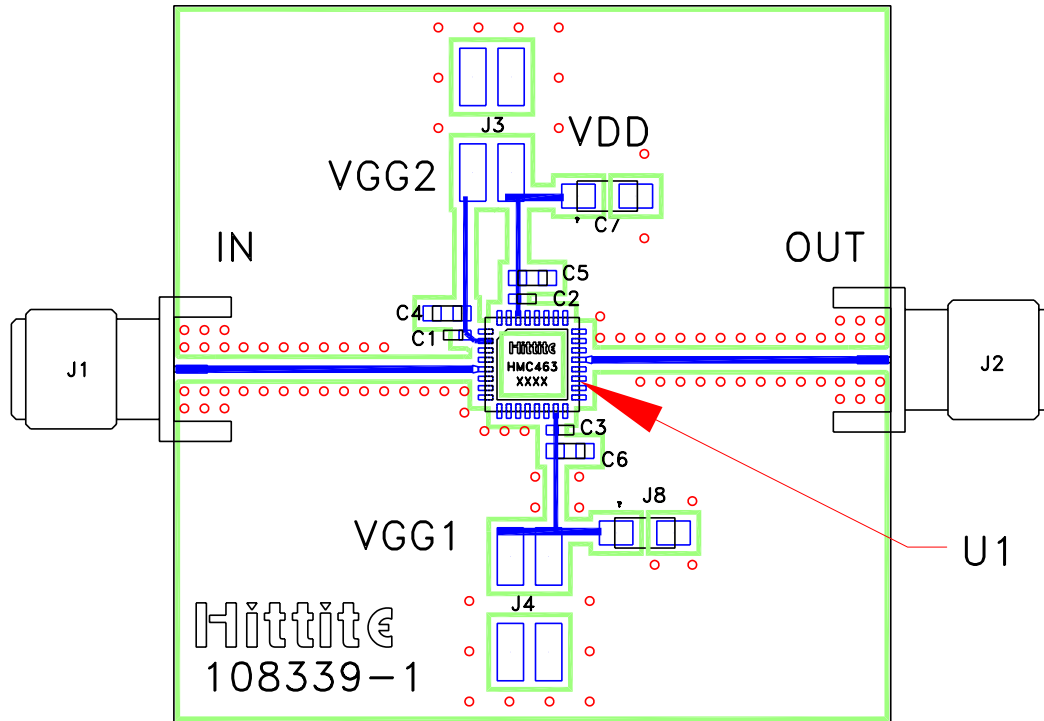 J3
VDD
VGG2
C7
IN
OUT
C5
C2
C4
C1
Hittite
HMC463
XXXX
J1
J2
C3
C6
J8
VGG1
U1
J4
Hittite
108339-1